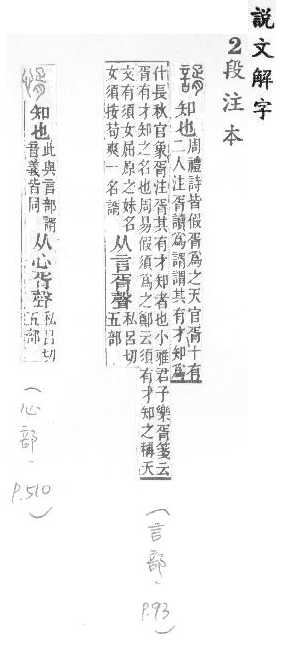 說文解字
2段注本
諝 知也 周禮詩皆假胥爲之天官胥十有
二人注胥讀爲諝謂其有才知爲
什長秋官象胥注胥其有才知者也小雅君子樂胥箋云
胥有才知之名也周易假須爲之鄭云須有才知之稱天
文有須女屈原之妹名
女須按荀爽一名諝
从言胥聲 私呂切
五部
(言部. P.93)
㥠 知也 此與言部諝
音義皆同
从心胥聲 私呂切
五部
(心部. P.510)